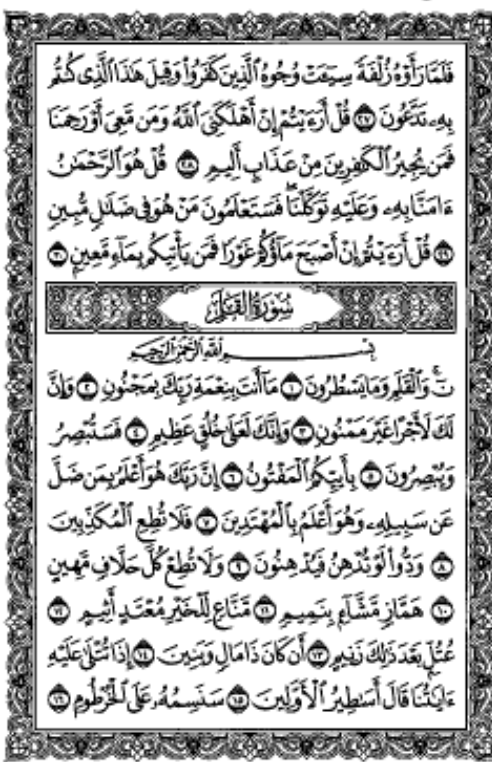 فَلَمَّا رَأَوْهُ زُلْفَةً سِيٓـَٔتْ وُجُوهُ ٱلَّذِينَ كَفَرُوا۟ وَقِيلَ هَٰذَا ٱلَّذِى كُنتُم
بِهِۦ تَدَّعُونَ ٢٧ قُلْ أَرَءَيْتُمْ إِنْ أَهْلَكَنِىَ ٱللَّهُ وَمَن مَّعِىَ أَوْ رَحِمَنَا
فَمَن يُجِيرُ ٱلْكَٰفِرِينَ مِنْ عَذَابٍ أَلِيمٍ ٢٨ قُلْ هُوَ ٱلرَّحْمَٰنُ
ءَامَنَّا بِهِۦ وَعَلَيْهِ تَوَكَّلْنَا ۖ فَسَتَعْلَمُونَ مَنْ هُوَ فِى ضَلَٰلٍ مُّبِينٍ
٢٩ قُلْ أَرَءَيْتُمْ إِنْ أَصْبَحَ مَآؤُكُمْ غَوْرًا فَمَن يَأْتِيكُم بِمَآءٍ مَّعِينٍۭ ٣٠
سُورَةُ القَلَمِ
بِسْمِ ٱللَّهِ ٱلرَّحْمَٰنِ ٱلرَّحِيمِ
نٓ ۚ وَٱلْقَلَمِ وَمَا يَسْطُرُونَ ١ مَآ أَنتَ بِنِعْمَةِ رَبِّكَ بِمَجْنُونٍ ٢ وَإِنَّ
لَكَ لَأَجْرًا غَيْرَ مَمْنُونٍ ٣ وَإِنَّكَ لَعَلَىٰ خُلُقٍ عَظِيمٍ ٤ فَسَتُبْصِرُ
وَيُبْصِرُونَ ٥ بِأَييِّكُمُ ٱلْمَفْتُونُ ٦ إِنَّ رَبَّكَ هُوَ أَعْلَمُ بِمَن ضَلَّ
عَن سَبِيلِهِۦ وَهُوَ أَعْلَمُ بِٱلْمُهْتَدِينَ ٧ فَلَا تُطِعِ ٱلْمُكَذِّبِينَ
٨ وَدُّوا۟ لَوْ تُدْهِنُ فَيُدْهِنُونَ ٩ وَلَا تُطِعْ كُلَّ حَلَّافٍ مَّهِينٍ
١٠ هَمَّازٍ مَّشَّآءٍۭ بِنَمِيمٍ ١١ مَّنَّاعٍ لِّلْخَيْرِ مُعْتَدٍ أَثِيمٍ ١٢
عُتُلٍّۭ بَعْدَ ذَٰلِكَ زَنِيمٍ ١٣ أَن كَانَ ذَا مَالٍ وَبَنِينَ ١٤ إِذَا تُتْلَىٰ عَلَيْهِ
ءَايَٰتُنَا قَالَ أَسَٰطِيرُ ٱلْأَوَّلِينَ ١٥ سَنَسِمُهُۥ عَلَى ٱلْخُرْطُومِ ١٦